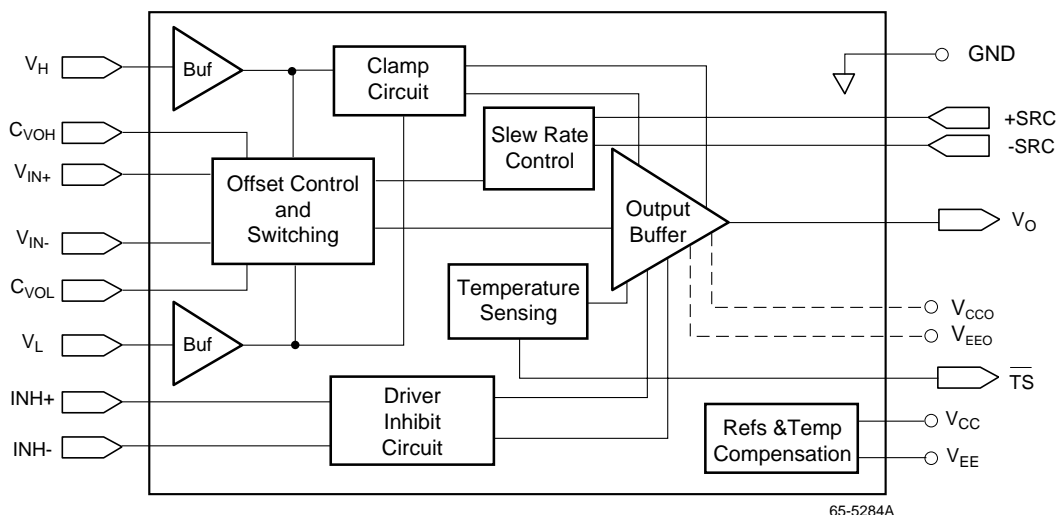 V_H
Buf
Clamp
Circuit
GND
C_VOH
V_IN+
Offset Control
and
Switching
Slew Rate
Control
+SRC
-SRC
Output
Buffer
V_O
V_IN-
C_VOL
Temperature
Sensing
V_CCO
V_EEO
V_L
Buf
TS
INH+
INH-
Driver
Inhibit
Circuit
Refs &Temp
Compensation
V_CC
V_EE
65-5284A